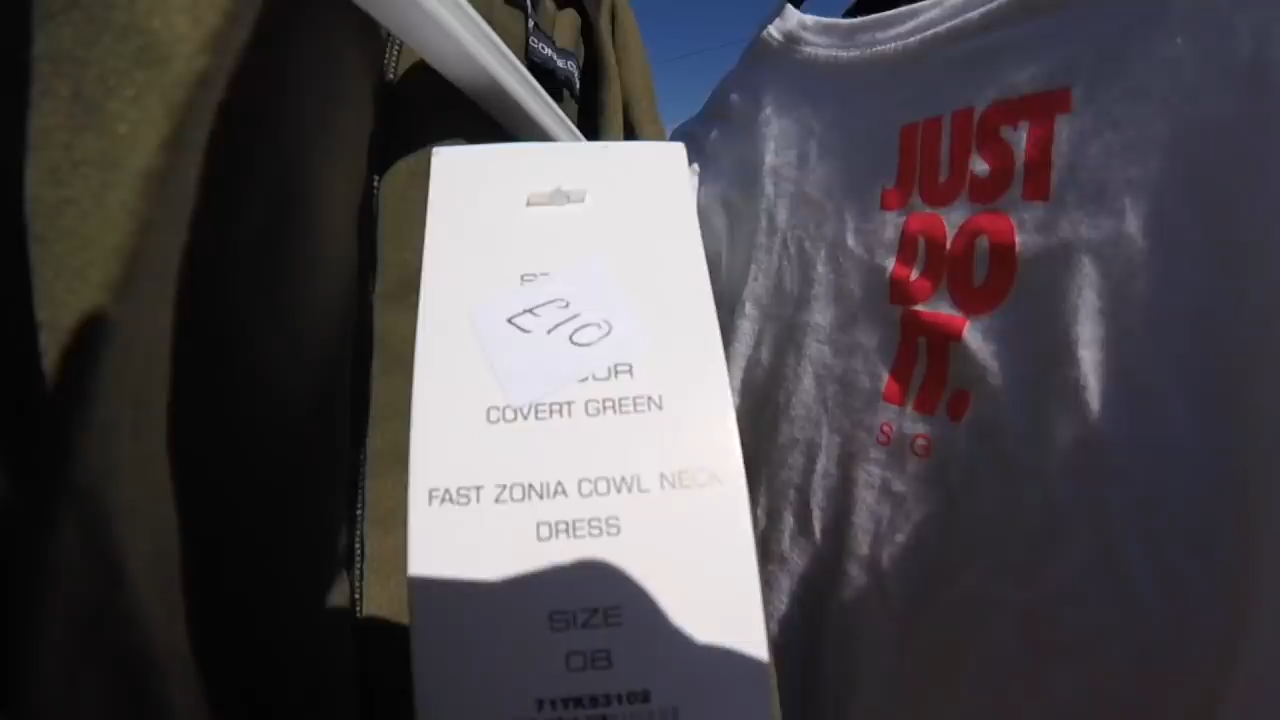 £10
COVERT GREEN
FAST ZONIA COWL NECK
DRESS
SIZE
08
JUST
DO
IT.
S G